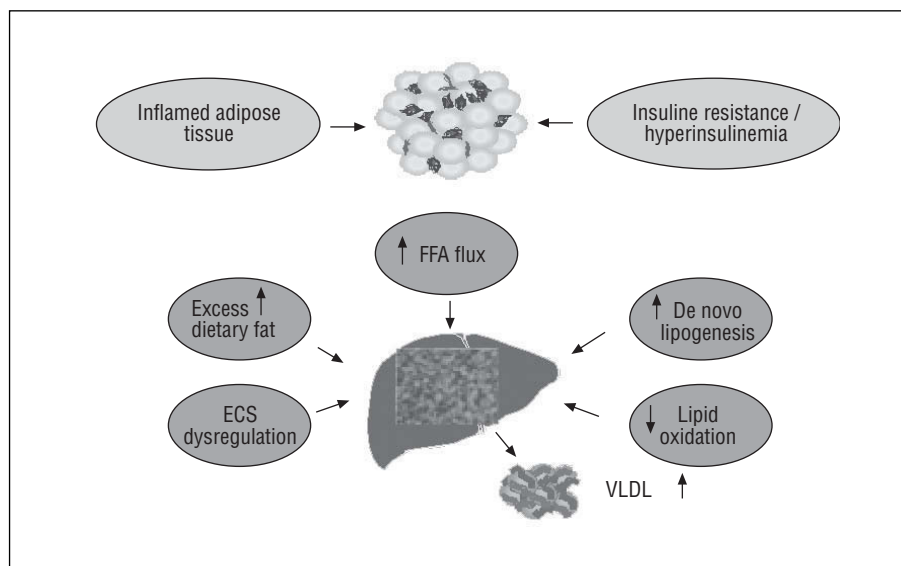 Inflamed adipose
tissue
Insuline resistance /
hyperinsulinemia
↑ FFA flux
Excess ↑
dietary fat
↑ De novo
lipogenesis
ECS
dysregulation
↓ Lipid
oxidation
VLDL ↑